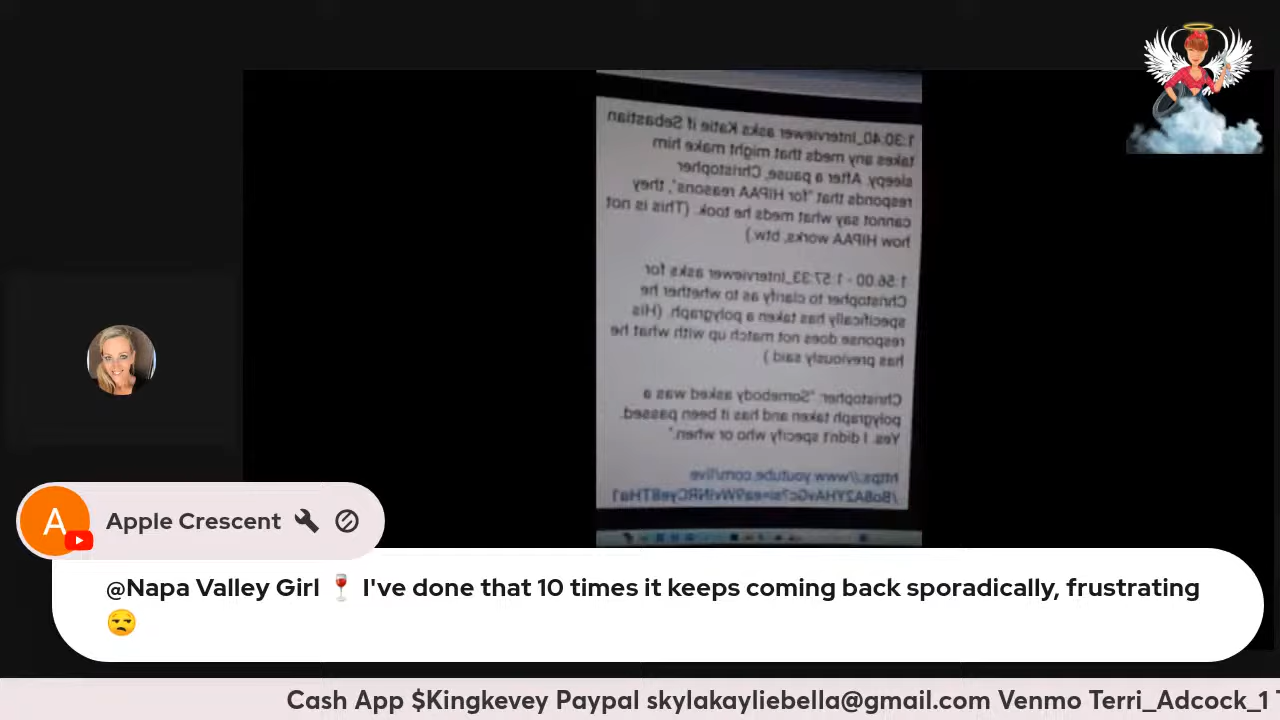 1:30:40_Interviewer asks Katie if Sebastian
takes any meds that might make him
sleepy. After a pause, Christopher
responds that "for HIPAA reasons", they
cannot say what meds he took. (This is not
how HIPAA works, btw.)
1:56.00 - 1:57:33_Interviewer asks for
Christopher to clarify as to whether he
specifically has taken a polygraph. (His
response does not match up with what he
has previously said.)
Christopher: "Somebody asked was a
polygraph taken and has it been passed.
Yes. I didn't specify who or when."
https://www.youtube.com/live
A
Apple Crescent
@Napa Valley Girl 🍷 I've done that 10 times it keeps coming back sporadically, frustrating
😒
Cash App $Kingkevey Paypal skylakayliebella@gmail.com Venmo Terri_Adcock_1